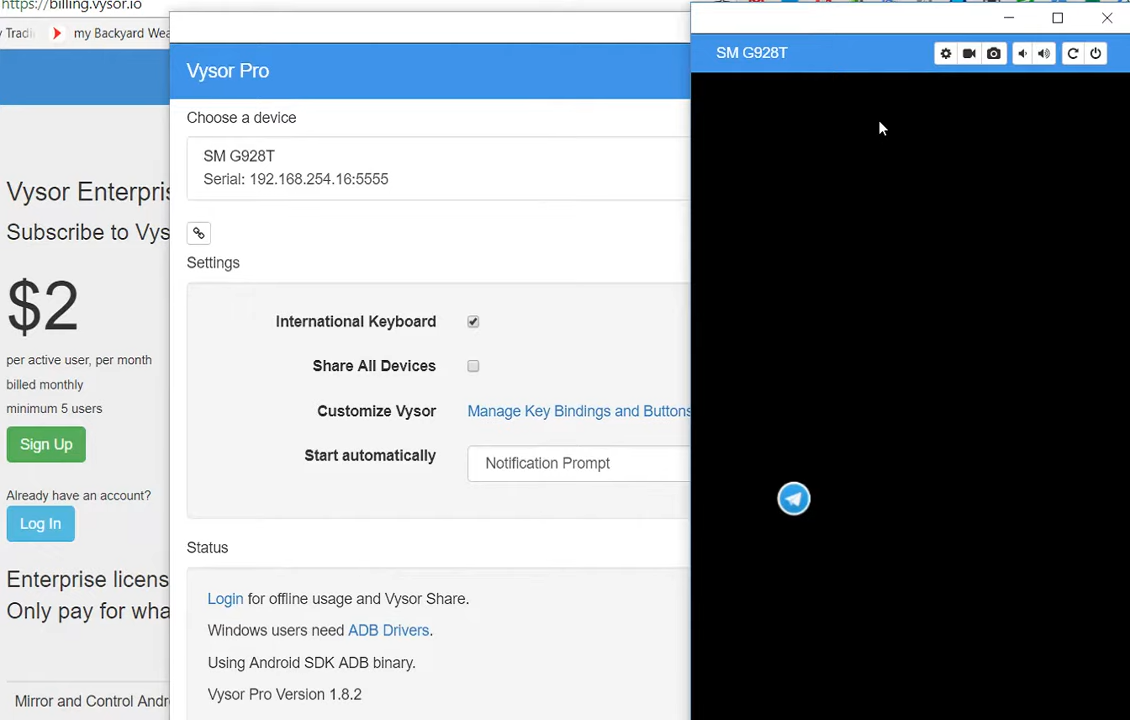 https://billing.vysor.io
Tradi
my Backyard Wea
Vysor Enterpris
Subscribe to Vys
$2
per active user, per month
billed monthly
minimum 5 users
Sign Up
Already have an account?
Log In
Enterprise licens
Only pay for wha
Mirror and Control Andr
Vysor Pro
Choose a device
SM G928T
Serial: 192.168.254.16:5555
Settings
International Keyboard
Share All Devices
Customize Vysor Manage Key Bindings and Buttons
Start automatically Notification Prompt
Status
Login for offline usage and Vysor Share.
Windows users need ADB Drivers.
Using Android SDK ADB binary.
Vysor Pro Version 1.8.2
SM G928T